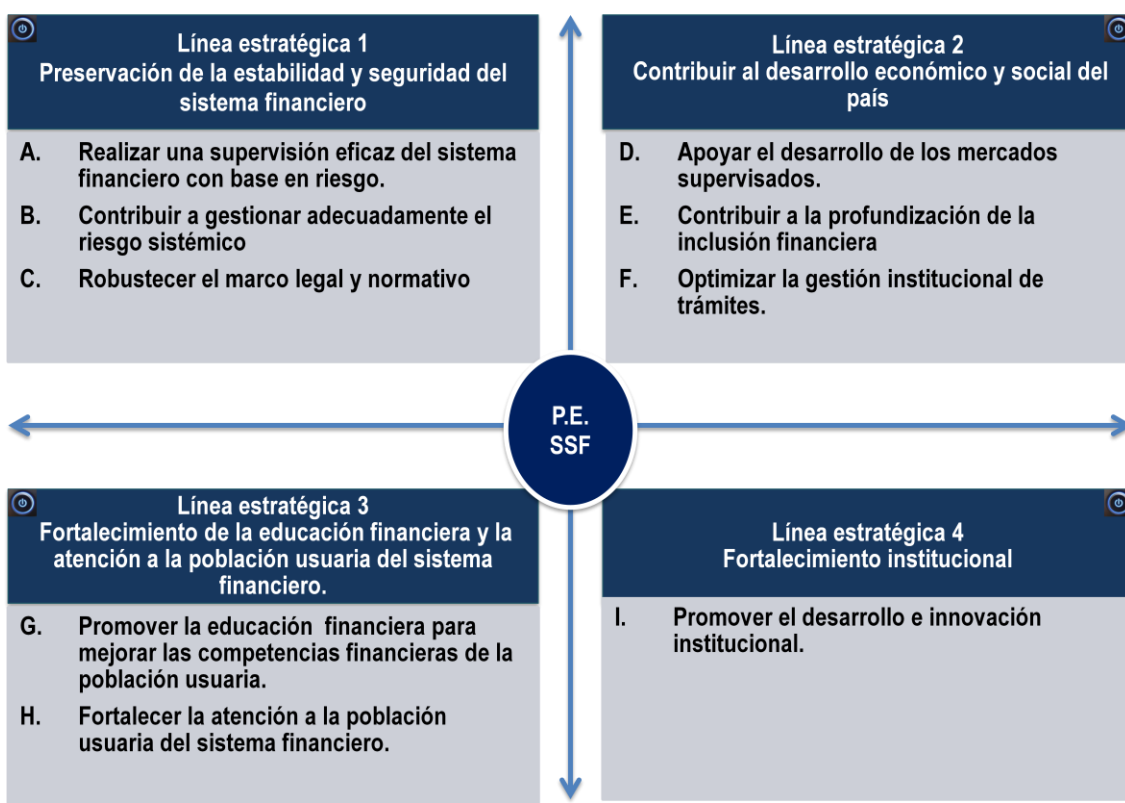 Línea estratégica 1
Preservación de la estabilidad y seguridad del
sistema financiero
A. Realizar una supervisión eficaz del sistema
financiero con base en riesgo.
B. Contribuir a gestionar adecuadamente el
riesgo sistémico
C. Robustecer el marco legal y normativo
Línea estratégica 2
Contribuir al desarrollo económico y social del
país
D. Apoyar el desarrollo de los mercados
supervisados.
E. Contribuir a la profundización de la
inclusión financiera
F. Optimizar la gestión institucional de
trámites.
P.E.
SSF
Línea estratégica 3
Fortalecimiento de la educación financiera y la
atención a la población usuaria del sistema
financiero.
G. Promover la educación financiera para
mejorar las competencias financieras de la
población usuaria.
H. Fortalecer la atención a la población
usuaria del sistema financiero.
Línea estratégica 4
Fortalecimiento institucional
I. Promover el desarrollo e innovación
institucional.